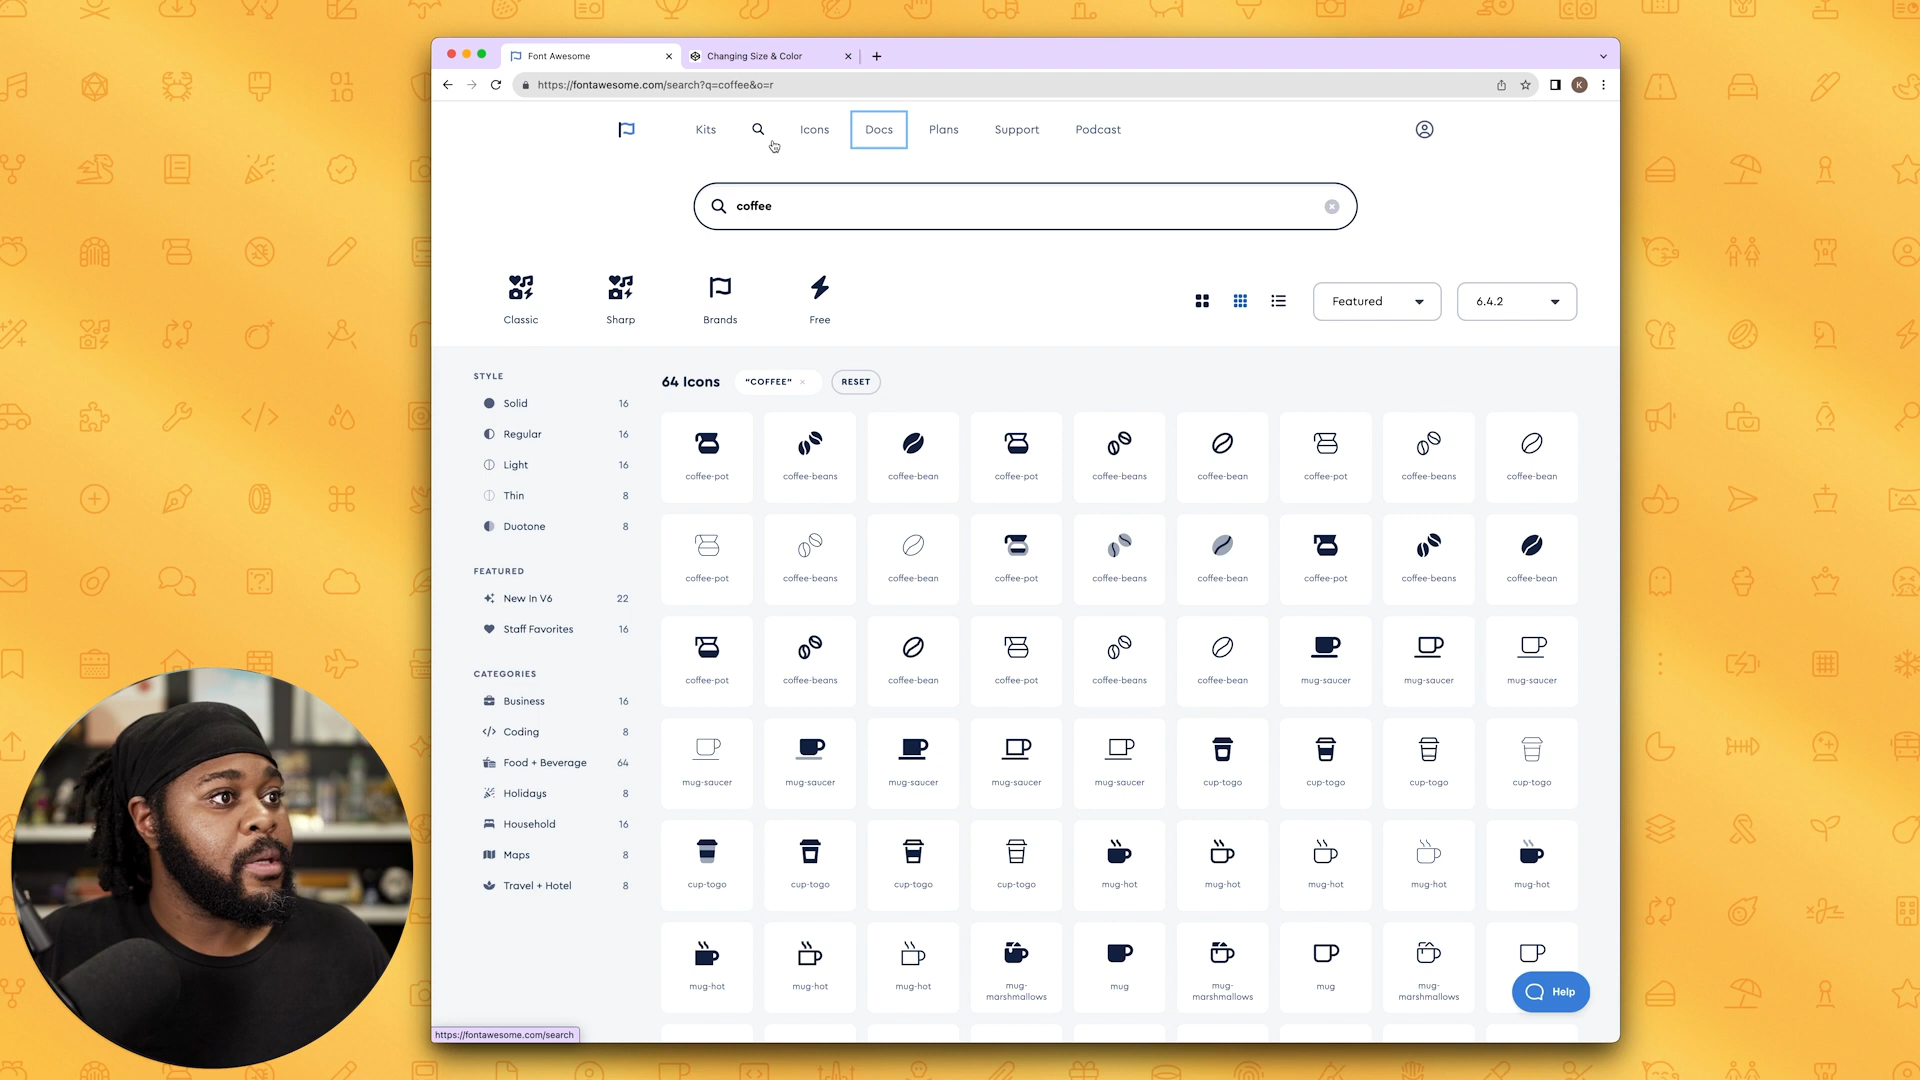 Font Awesome
Changing Size & Color
https://fontawesome.com/search?q=coffee&o=r
K
Kits
Icons
Docs
Plans
Support
Podcast
coffee
Classic
Sharp
Brands
Free
Featured
6.4.2
STYLE
Solid 16
Regular 16
Light 16
Thin 8
Duotone 8
FEATURED
New In V6 22
Staff Favorites 16
CATEGORIES
Business 16
Coding 8
Food + Beverage 64
Holidays 8
Household 16
Maps 8
Travel + Hotel 8
64 Icons "COFFEE" RESET
coffee-pot coffee-beans coffee-bean coffee-pot coffee-beans coffee-bean coffee-pot coffee-beans coffee-bean
coffee-pot coffee-beans coffee-bean coffee-pot coffee-beans coffee-bean coffee-pot coffee-beans coffee-bean
coffee-pot coffee-beans coffee-bean coffee-pot coffee-beans coffee-bean mug-saucer mug-saucer mug-saucer
mug-saucer mug-saucer mug-saucer mug-saucer mug-saucer cup-togo cup-togo cup-togo cup-togo
cup-togo cup-togo cup-togo cup-togo mug-hot mug-hot mug-hot mug-hot mug-hot
mug-hot mug-hot mug-hot mug-marshmallows mug mug-marshmallows mug mug-marshmallows
Help
https://fontawesome.com/search